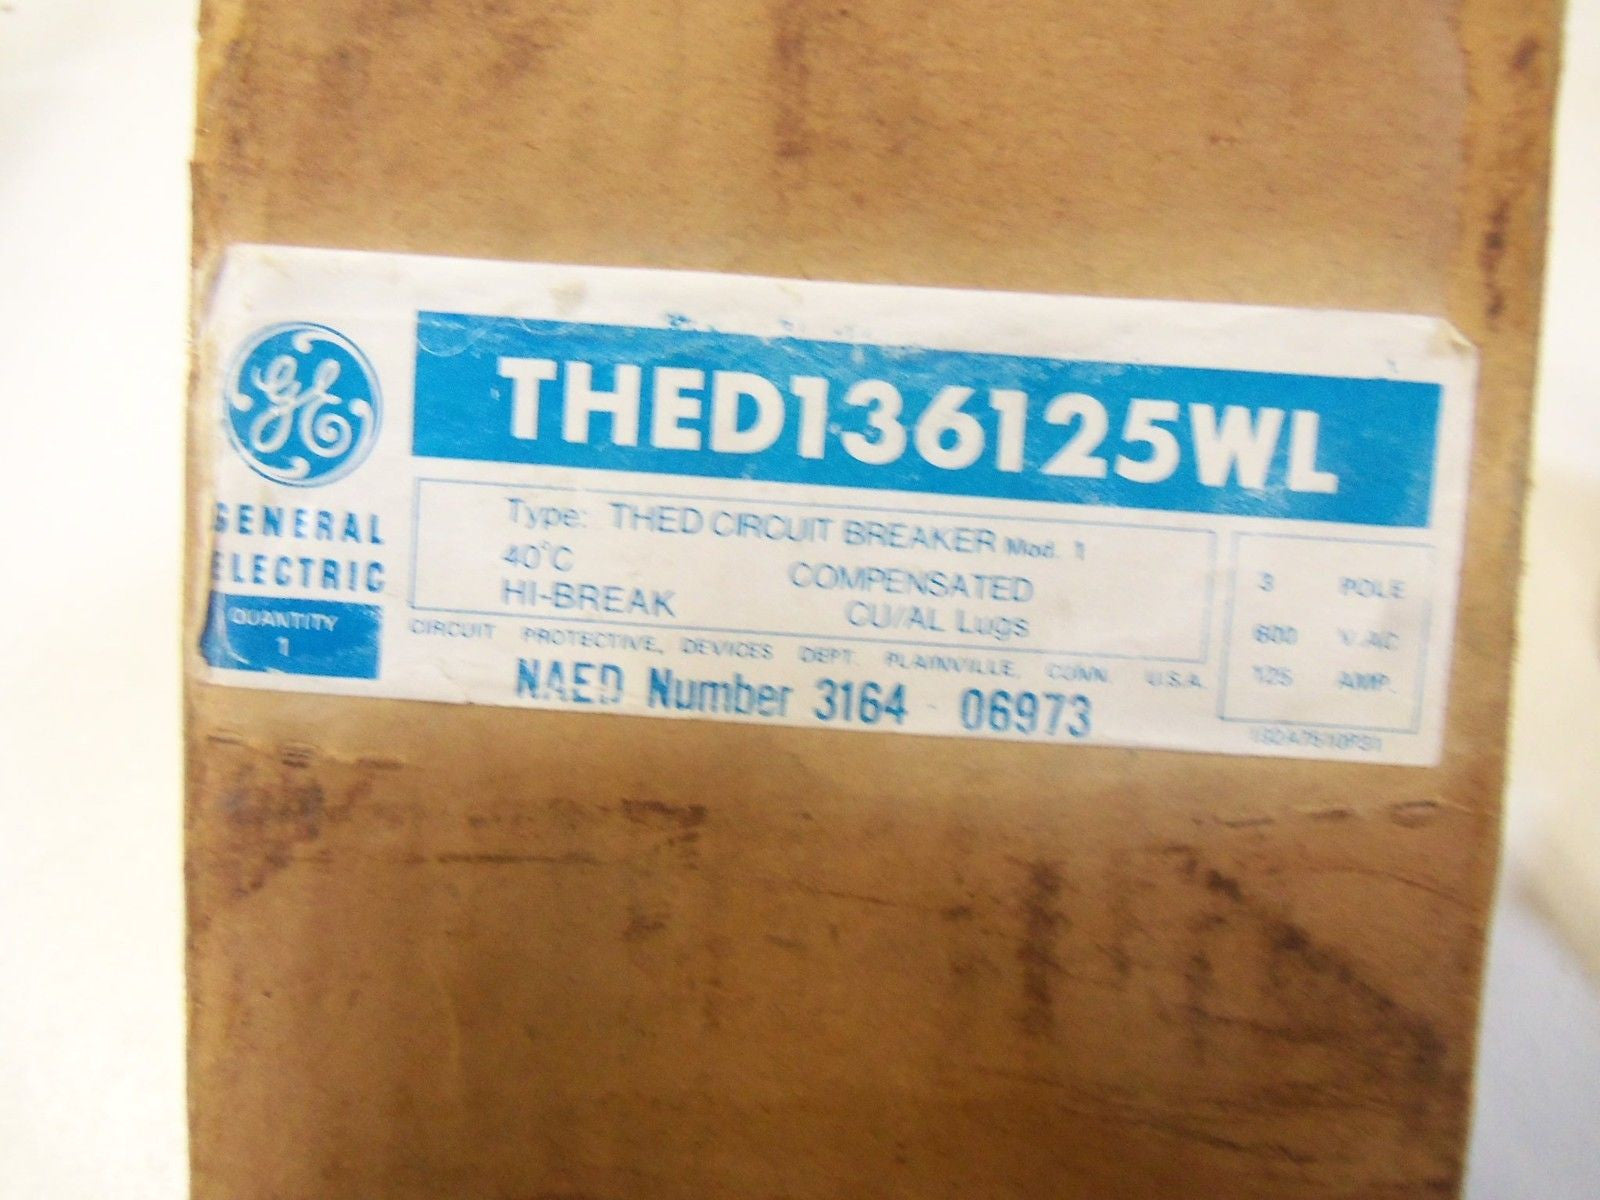 THED136125WL
GE
GENERAL
ELECTRIC
QUANTITY
1
Type: THED CIRCUIT BREAKER Mod. 1
40°C COMPENSATED
HI-BREAK CU//AL Lugs
3 POLE
600 V.AC
125 AMP.
CIRCUIT PROTECTIVE, DEVICES DEPT. PLAINVILLE, CONN. U.S.A.
NAED Number 3164 - 06973